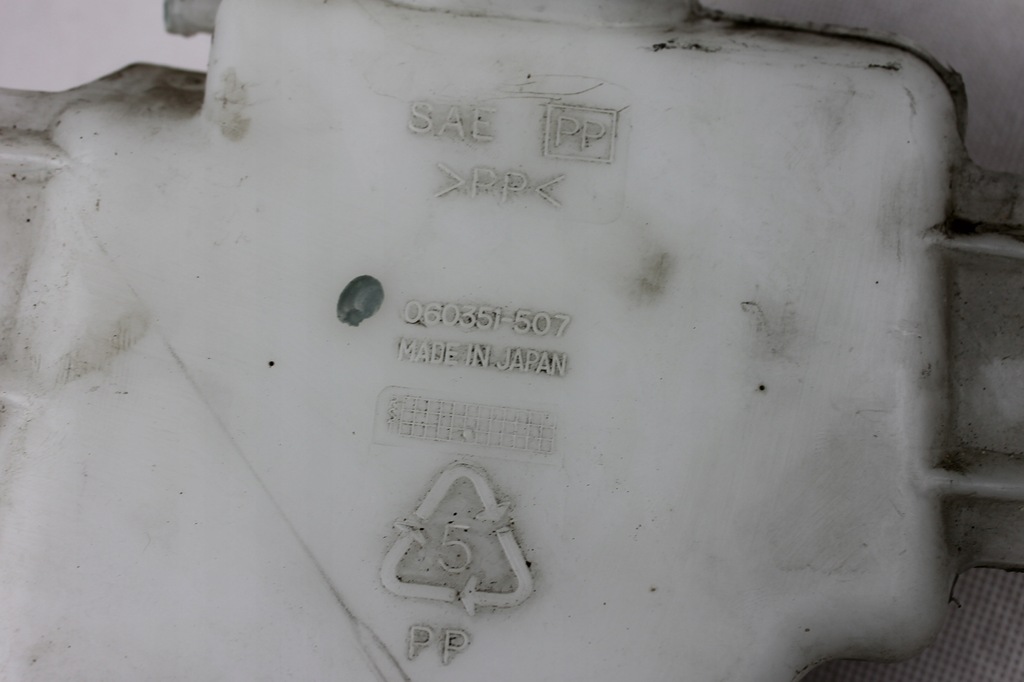 SAE PP
>PP<
060351-507
MADE IN JAPAN
5
PP